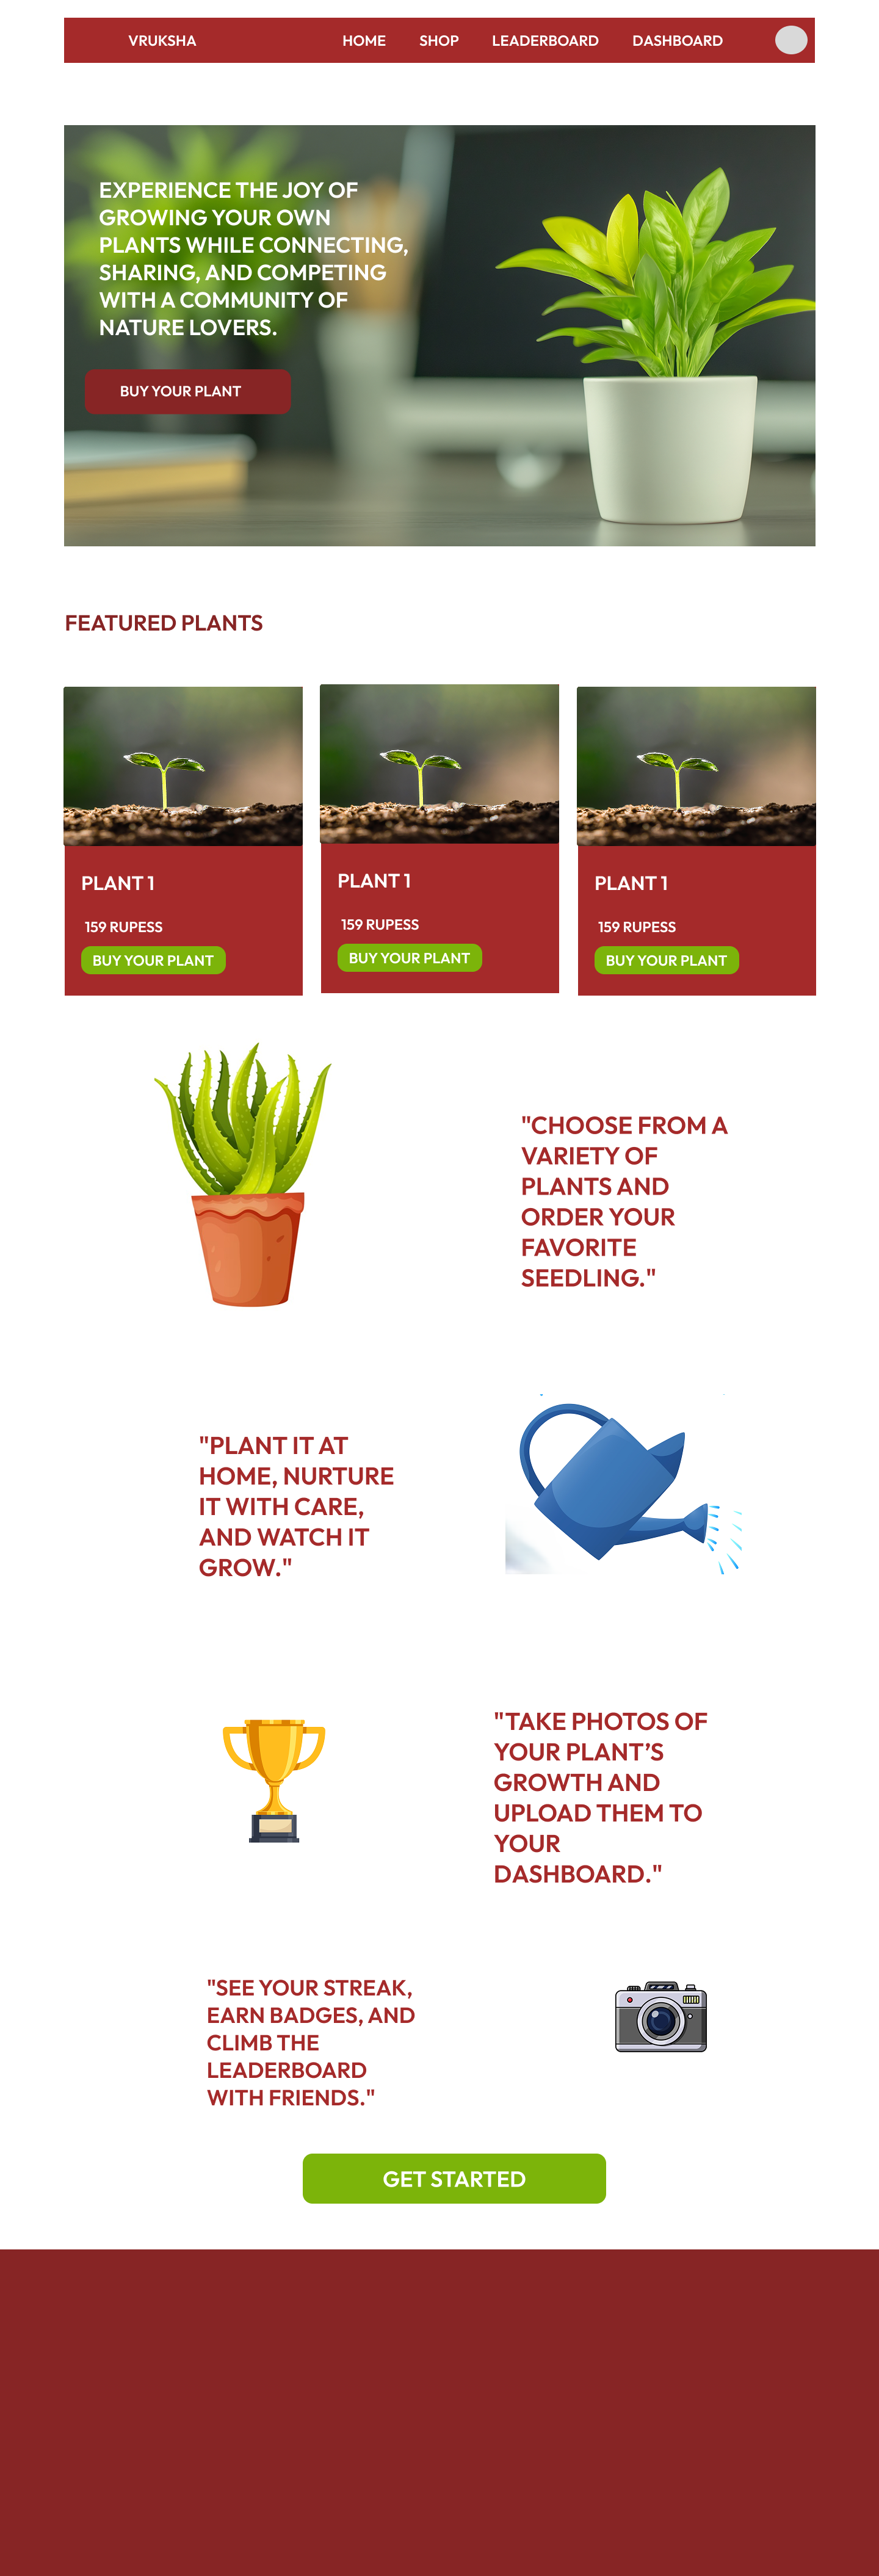 VRUKSHA
HOME
SHOP
LEADERBOARD
DASHBOARD
EXPERIENCE THE JOY OF
GROWING YOUR OWN
PLANTS WHILE CONNECTING,
SHARING, AND COMPETING
WITH A COMMUNITY OF
NATURE LOVERS.
BUY YOUR PLANT
FEATURED PLANTS
PLANT 1
159 RUPESS
BUY YOUR PLANT
PLANT 1
159 RUPESS
BUY YOUR PLANT
PLANT 1
159 RUPESS
BUY YOUR PLANT
"CHOOSE FROM A
VARIETY OF
PLANTS AND
ORDER YOUR
FAVORITE
SEEDLING."
"PLANT IT AT
HOME, NURTURE
IT WITH CARE,
AND WATCH IT
GROW."
"TAKE PHOTOS OF
YOUR PLANT’S
GROWTH AND
UPLOAD THEM TO
YOUR
DASHBOARD."
"SEE YOUR STREAK,
EARN BADGES, AND
CLIMB THE
LEADERBOARD
WITH FRIENDS."
GET STARTED